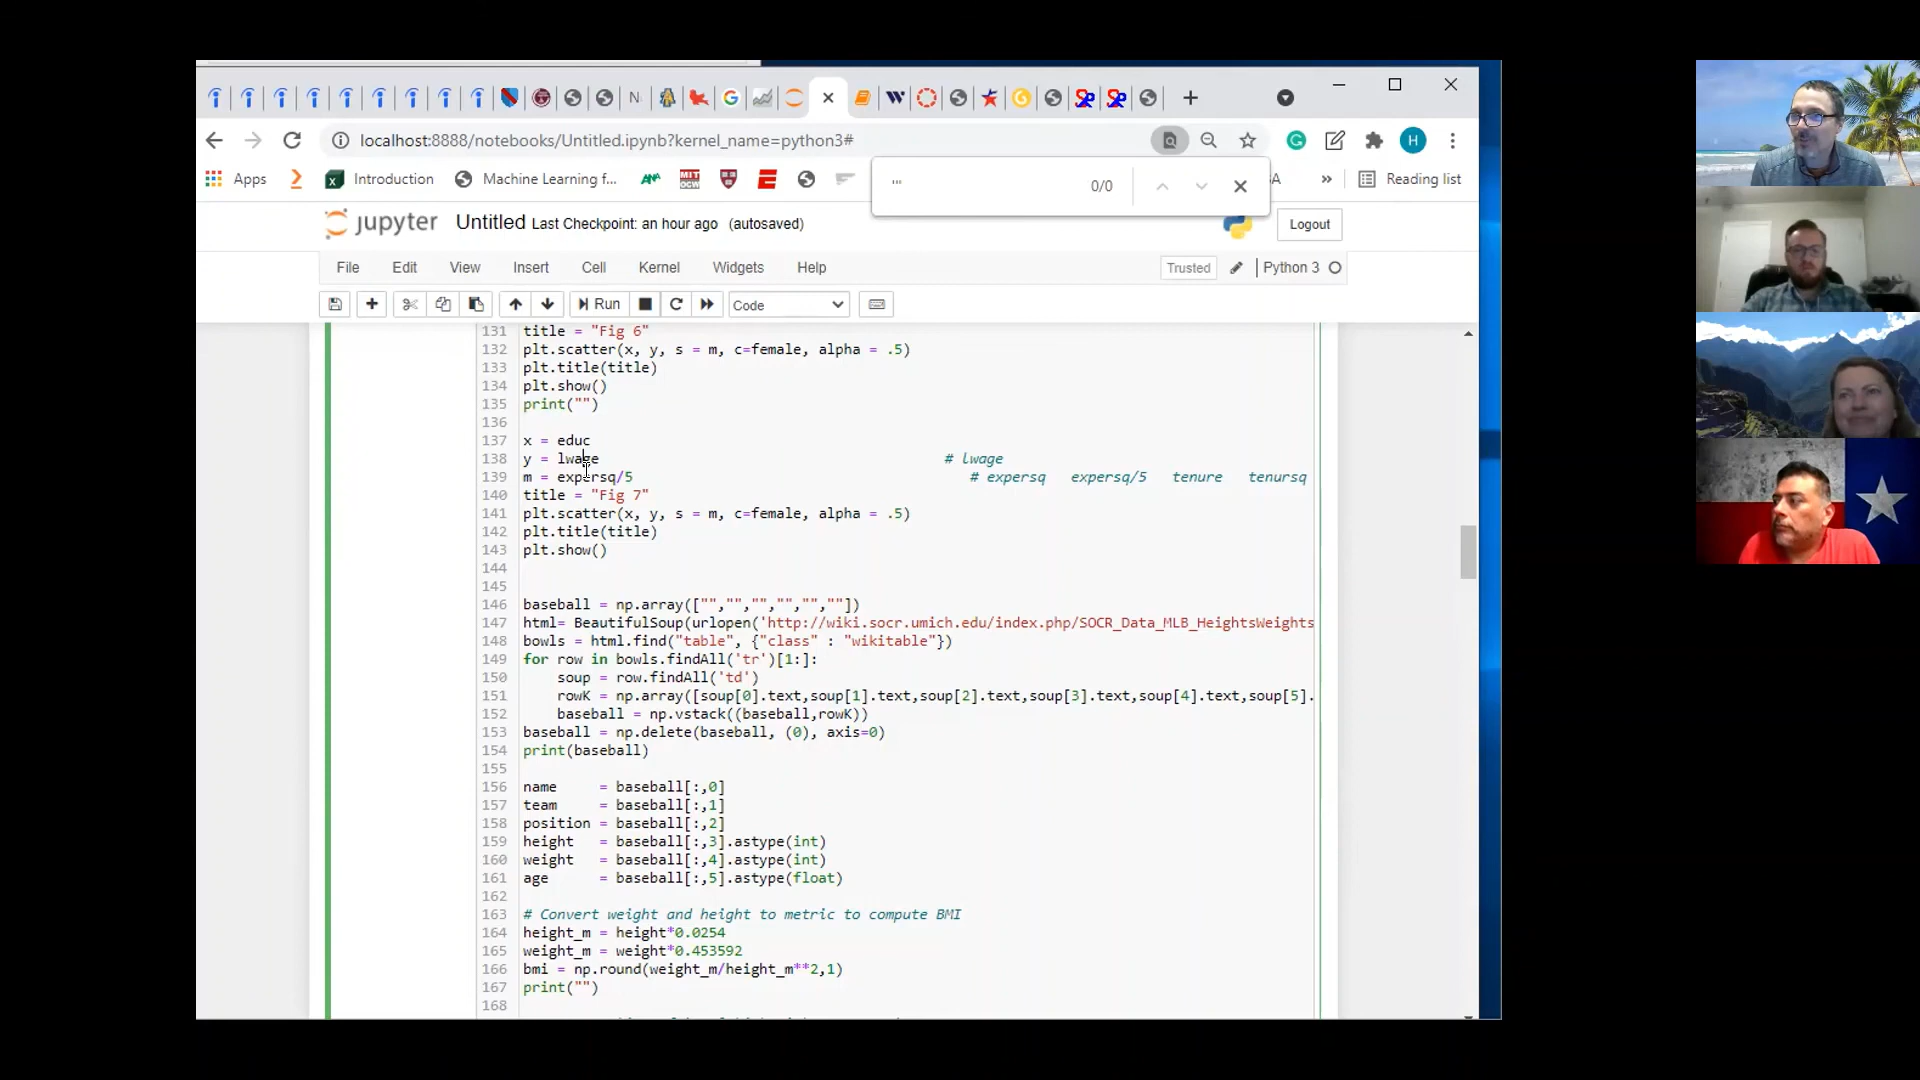 localhost:8888/notebooks/Untitled.ipynb?kernel_name=python3#
Apps Introduction Machine Learning f... Reading list
''' 0/0
jupyter Untitled Last Checkpoint: an hour ago (autosaved) Logout
File Edit View Insert Cell Kernel Widgets Help Trusted Python 3
Run Code
131 title = "Fig 6"
132 plt.scatter(x, y, s = m, c=female, alpha = .5)
133 plt.title(title)
134 plt.show()
135 print("")
136
137 x = educ
138 y = lwage # lwage
139 m = expersq/5 # expersq expersq/5 tenure tenursq
140 title = "Fig 7"
141 plt.scatter(x, y, s = m, c=female, alpha = .5)
142 plt.title(title)
143 plt.show()
144
145
146 baseball = np.array(["","","","","",""])
147 html= BeautifulSoup(urlopen('http://wiki.socr.umich.edu/index.php/SOCR_Data_MLB_HeightsWeights
148 bowls = html.find("table", {"class" : "wikitable"})
149 for row in bowls.findAll('tr')[1:]:
150 soup = row.findAll('td')
151 rowK = np.array([soup[0].text,soup[1].text,soup[2].text,soup[3].text,soup[4].text,soup[5].
152 baseball = np.vstack((baseball,rowK))
153 baseball = np.delete(baseball, (0), axis=0)
154 print(baseball)
155
156 name = baseball[:,0]
157 team = baseball[:,1]
158 position = baseball[:,2]
159 height = baseball[:,3].astype(int)
160 weight = baseball[:,4].astype(int)
161 age = baseball[:,5].astype(float)
162
163 # Convert weight and height to metric to compute BMI
164 height_m = height*0.0254
165 weight_m = weight*0.453592
166 bmi = np.round(weight_m/height_m**2,1)
167 print("")
168